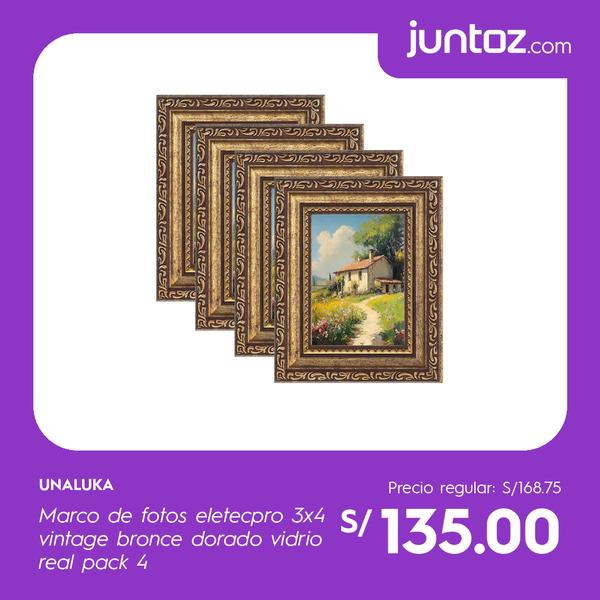 juntoz.com
UNALUKA
Marco de fotos eletecpro 3x4
vintage bronce dorado vidrio
real pack 4
Precio regular: S/168.75
S/135.00